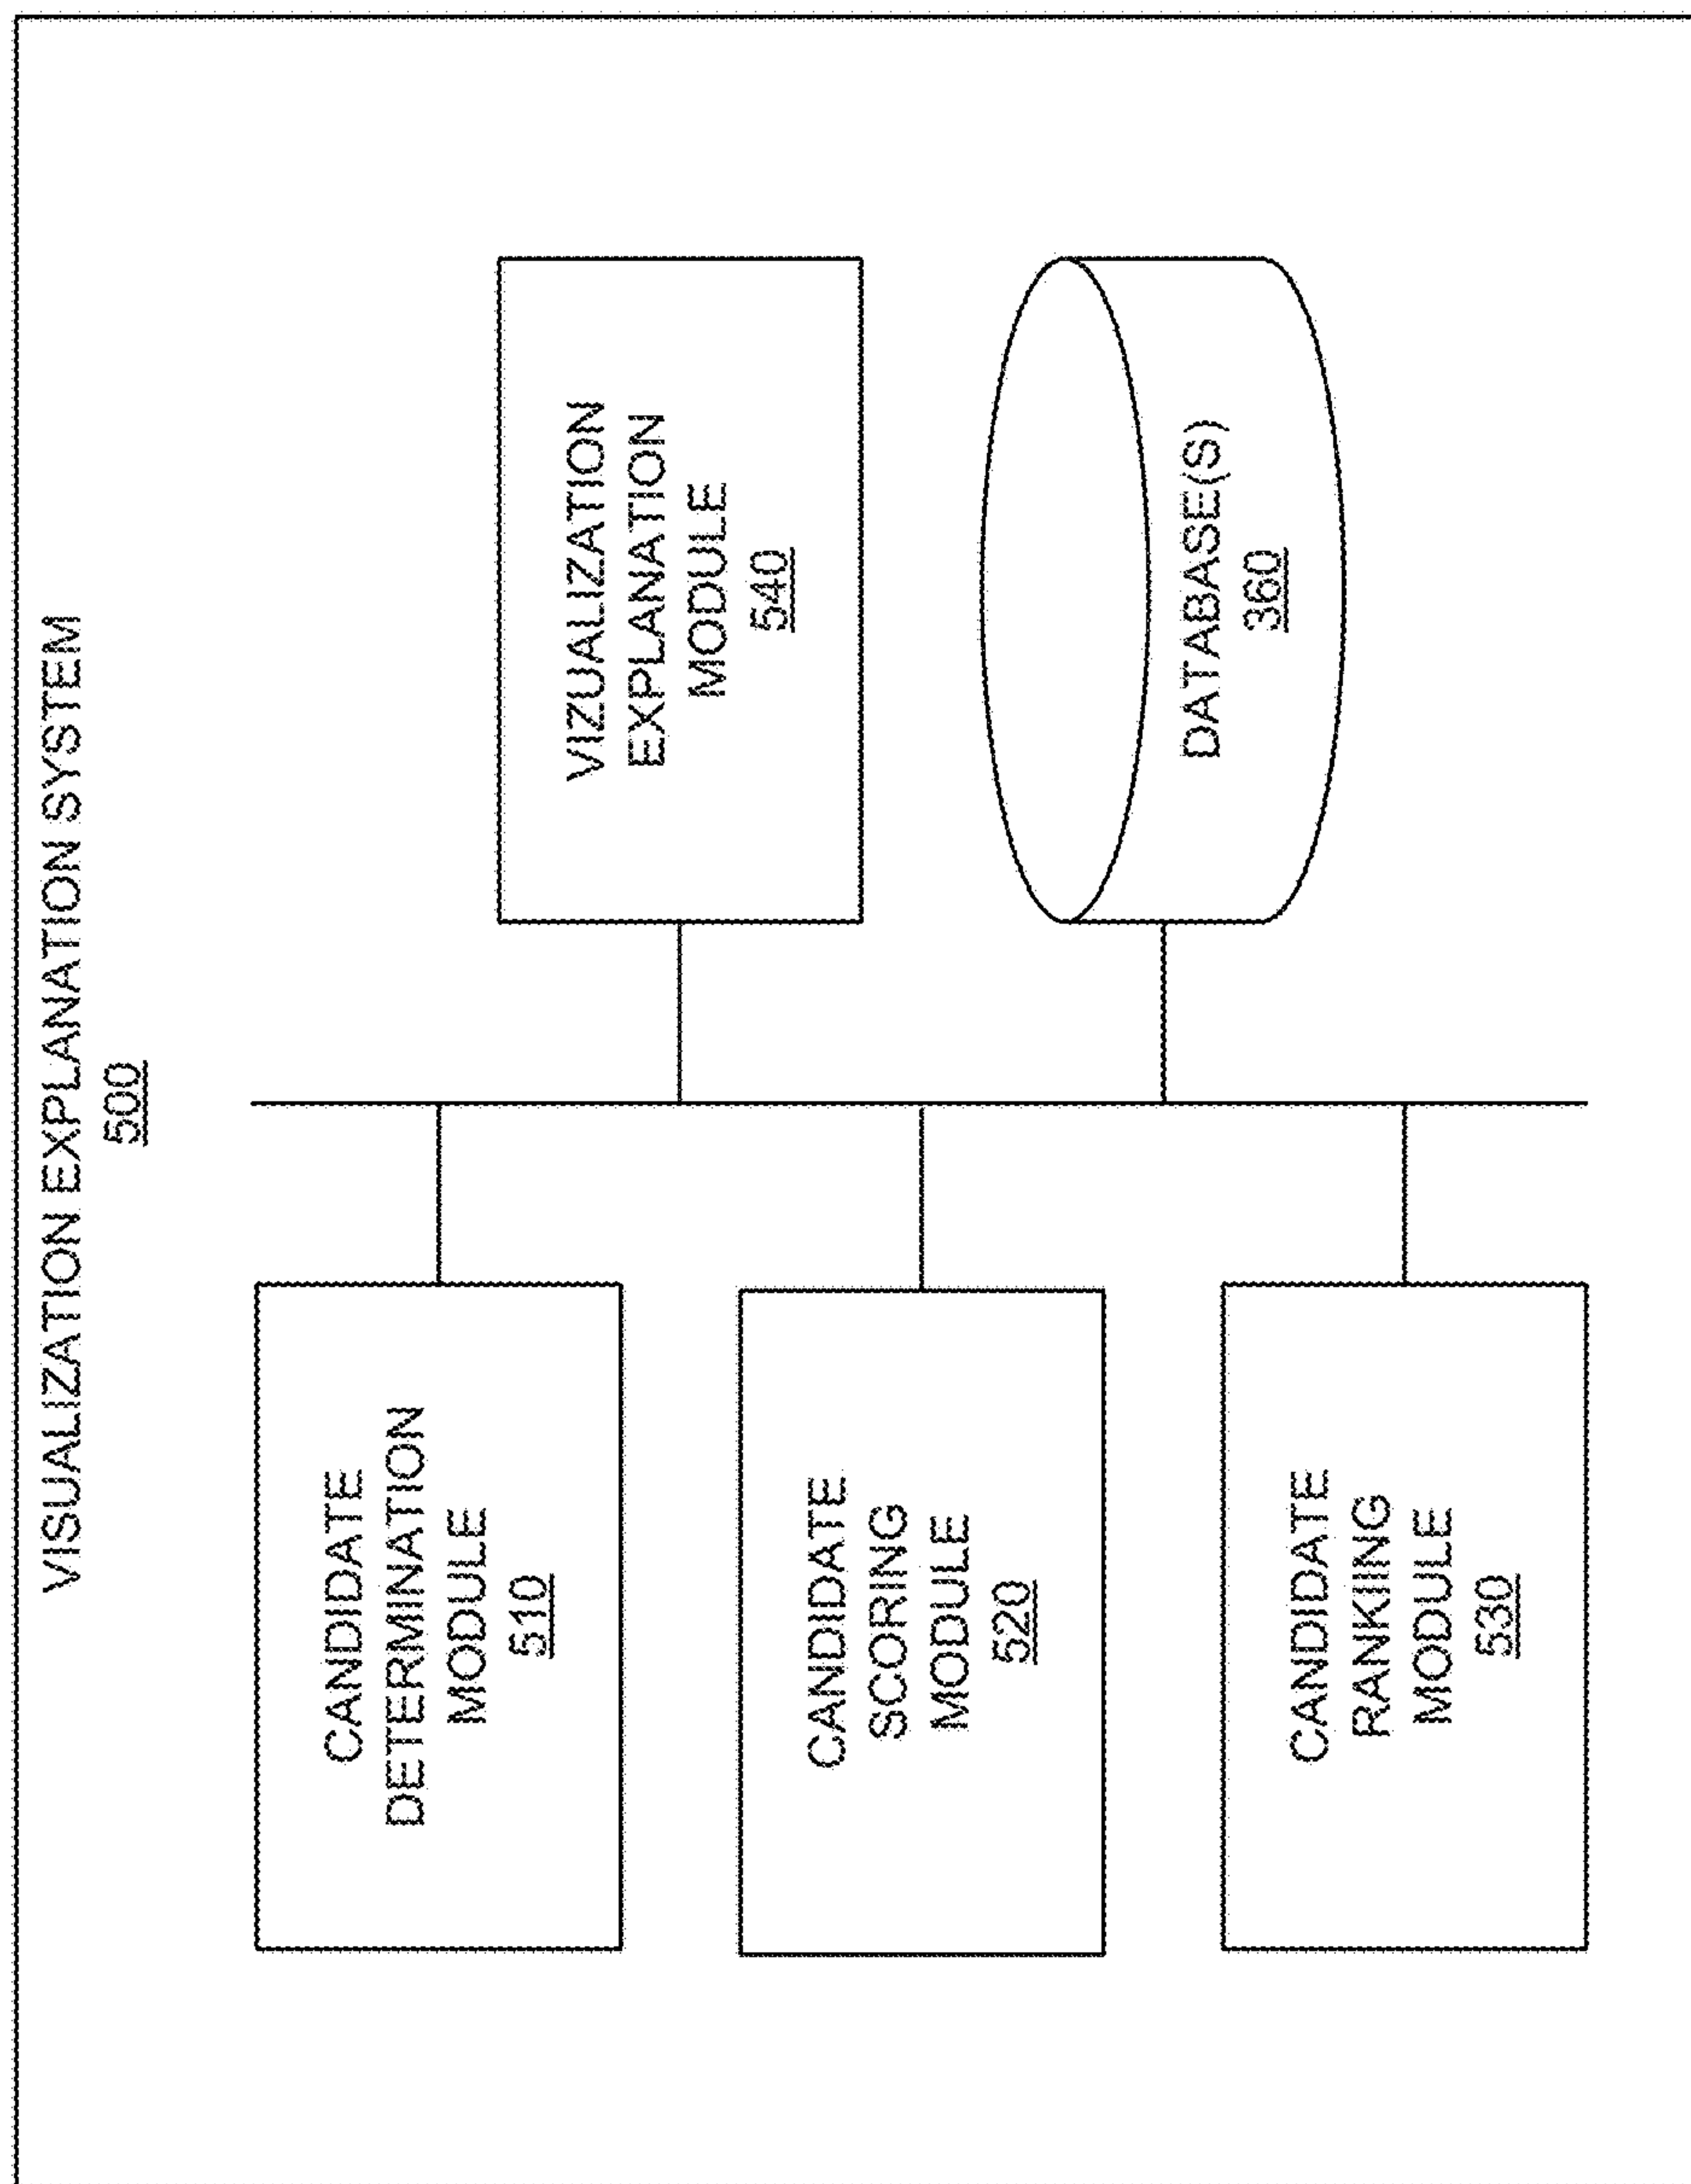 VISUALIZATION EXPLANATION SYSTEM
500
CANDIDATE
DETERMINATION
MODULE
510
CANDIDATE
SCORING
MODULE
520
CANDIDATE
RANKIING
MODULE
530
VIZUALIZATION
EXPLANATION
MODULE
540
DATABASE(S)
360